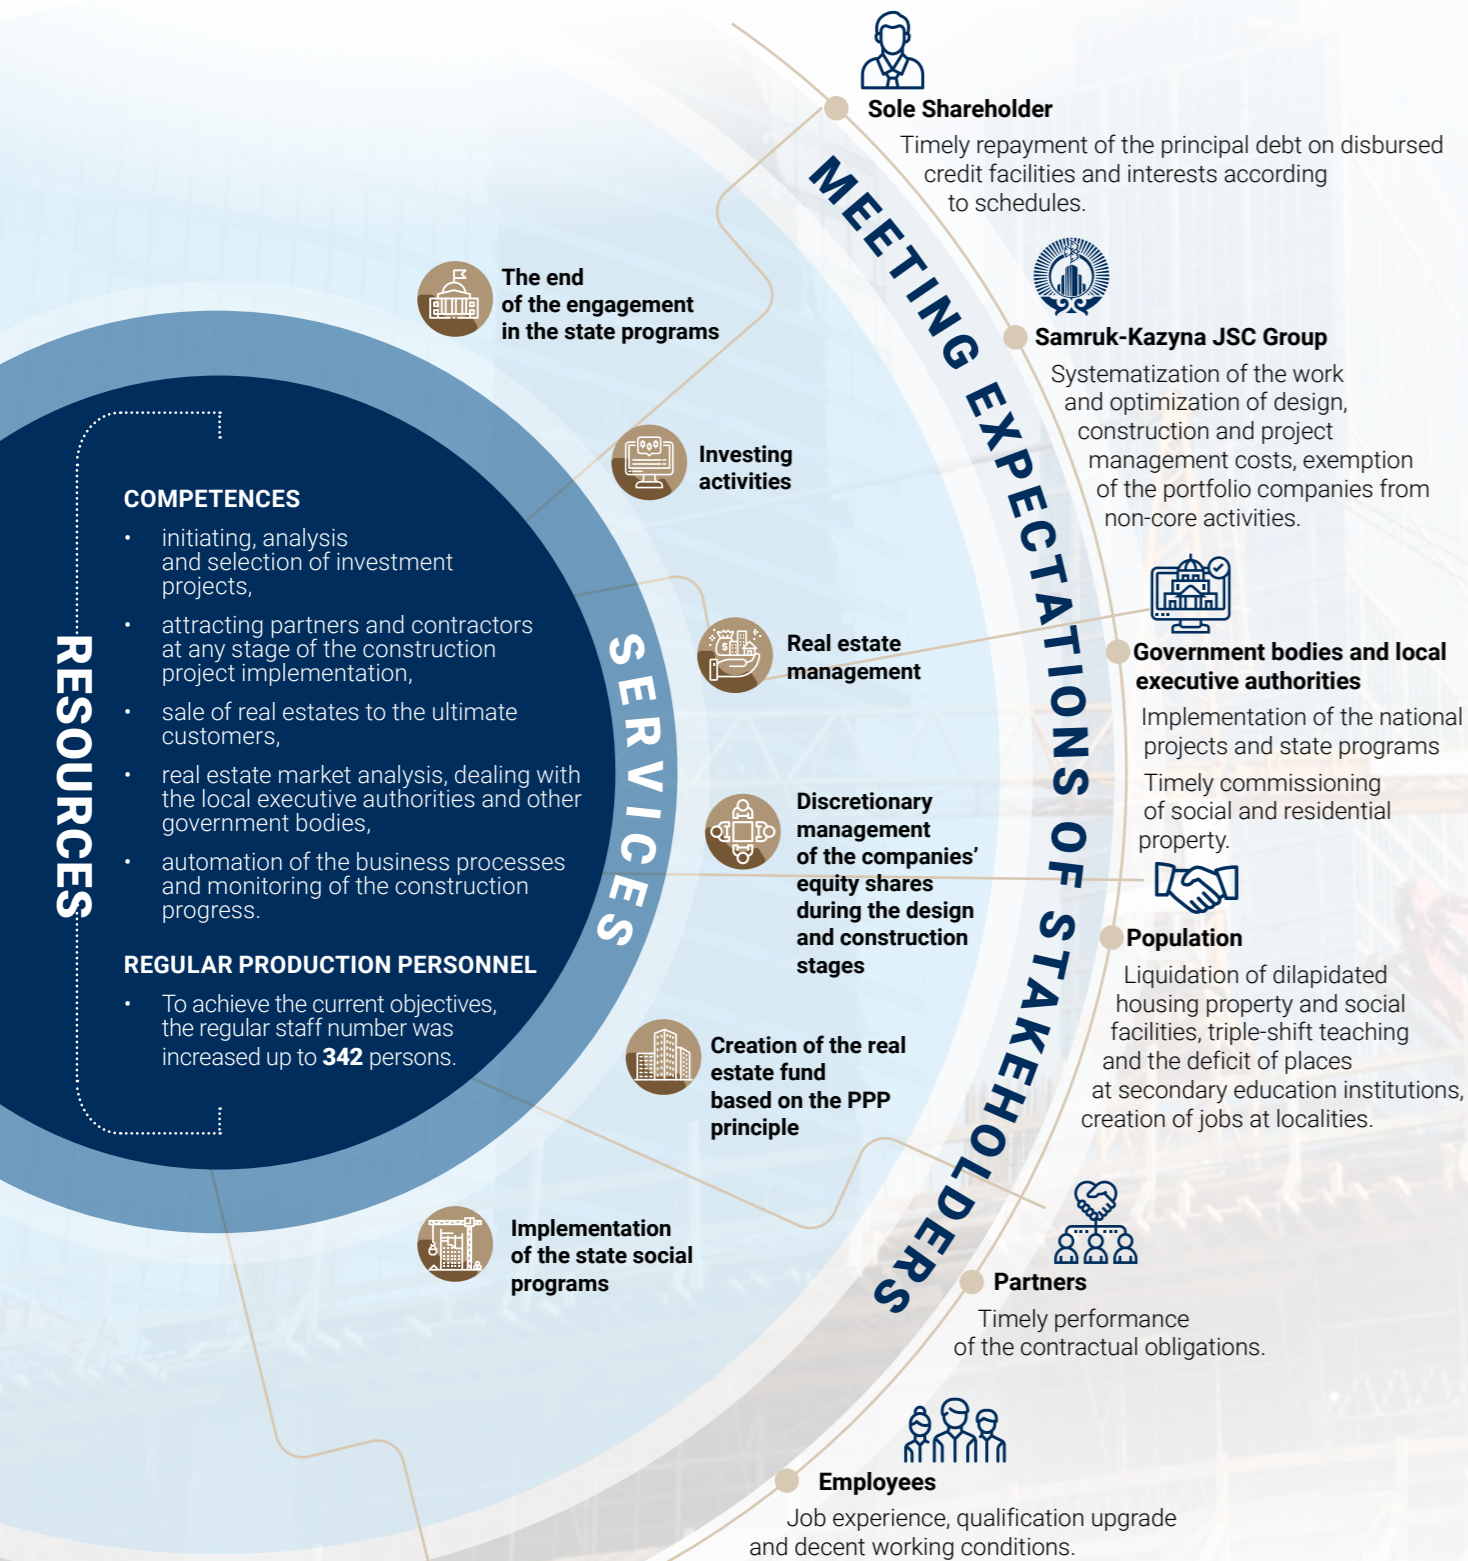 RESOURCES
COMPETENCES
• initiating, analysis
and selection of investment
projects,
• attracting partners and contractors
at any stage of the construction
project implementation,
• sale of real estates to the ultimate
customers,
• real estate market analysis, dealing with
the local executive authorities and other
government bodies,
• automation of the business processes
and monitoring of the construction
progress.
REGULAR PRODUCTION PERSONNEL
• To achieve the current objectives,
the regular staff number was
increased up to 342 persons.
SERVICES
The end
of the engagement
in the state programs
Investing
activities
Real estate
management
Discretionary
management
of the companies’
equity shares
during the design
and construction
stages
Creation of the real
estate fund
based on the PPP
principle
Implementation
of the state social
programs
MEETING EXPECTATIONS OF STAKEHOLDERS
Sole Shareholder
Timely repayment of the principal debt on disbursed
credit facilities and interests according
to schedules.
Samruk-Kazyna JSC Group
Systematization of the work
and optimization of design,
construction and project
management costs, exemption
of the portfolio companies from
non-core activities.
Government bodies and local
executive authorities
Implementation of the national
projects and state programs
Timely commissioning
of social and residential
property.
Population
Liquidation of dilapidated
housing property and social
facilities, triple-shift teaching
and the deficit of places
at secondary education institutions,
creation of jobs at localities.
Partners
Timely performance
of the contractual obligations.
Employees
Job experience, qualification upgrade
and decent working conditions.